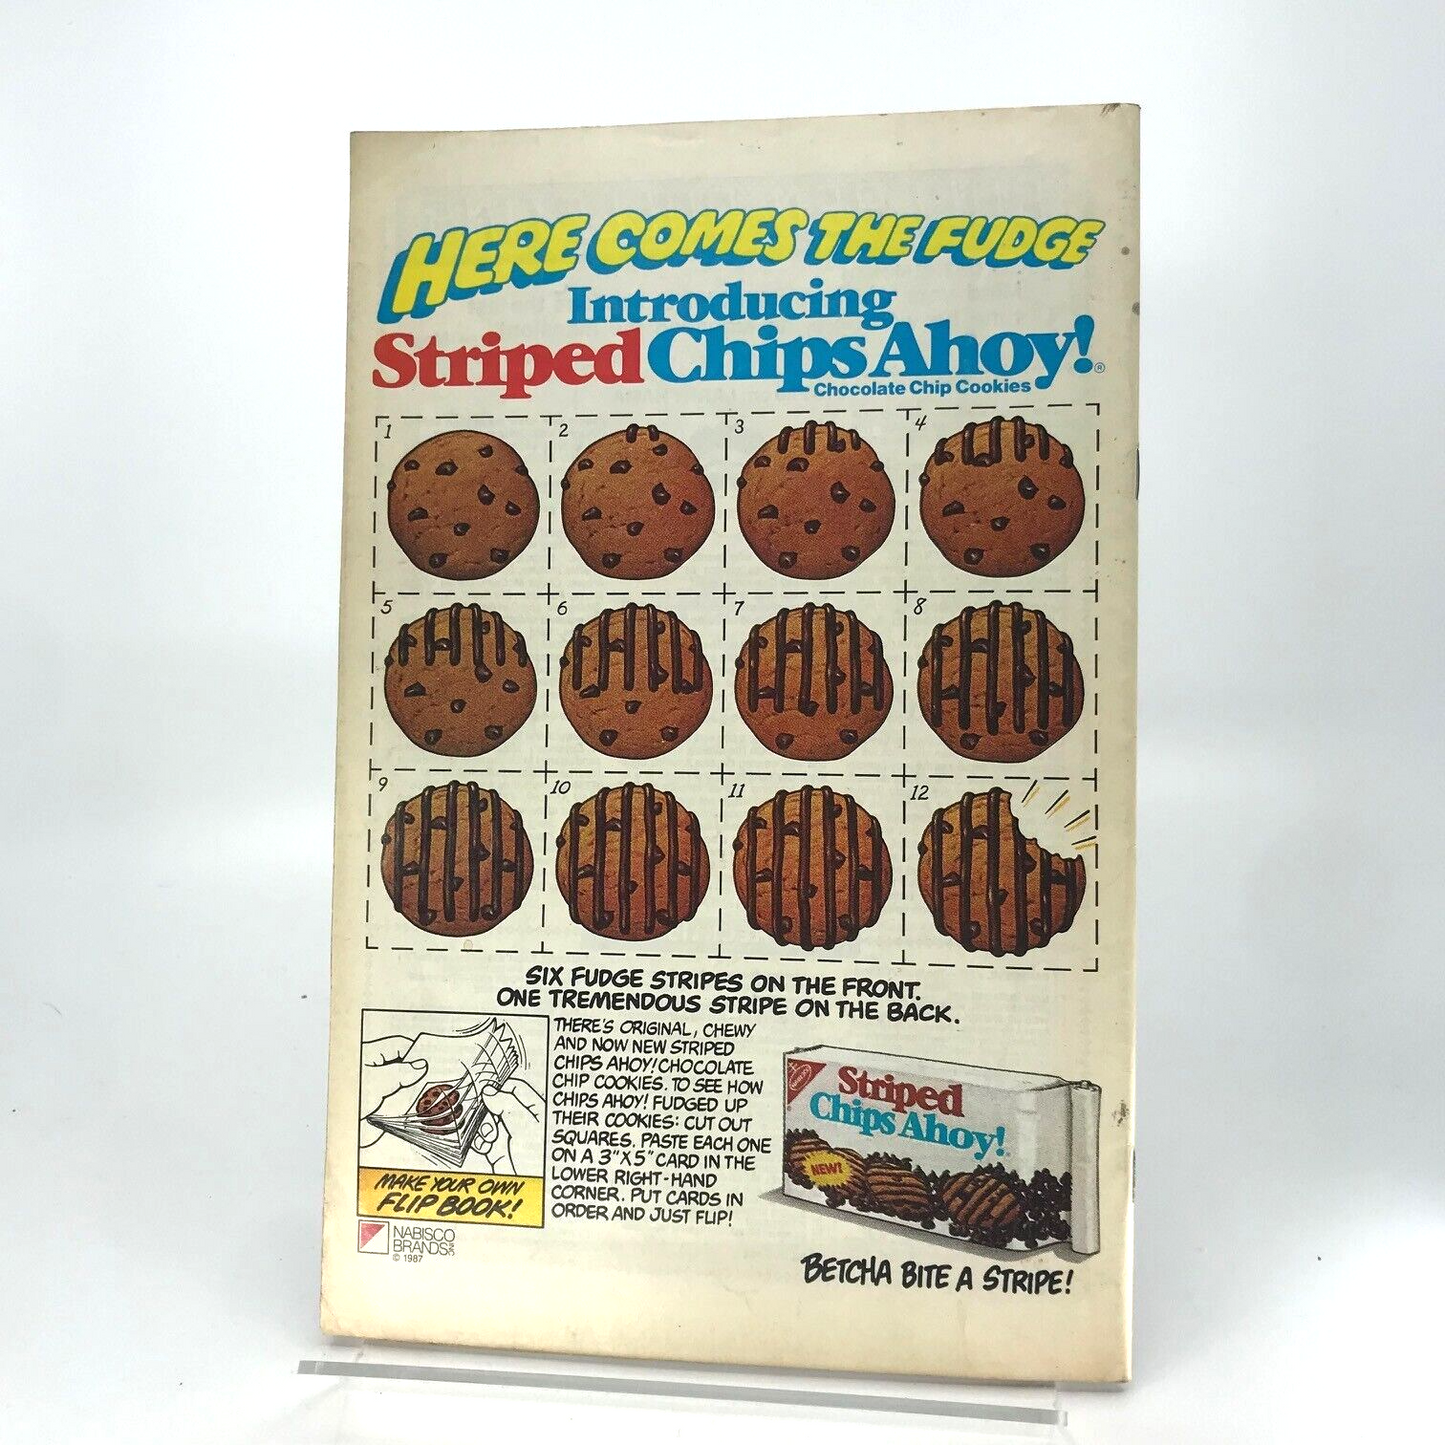 HERE COMES THE FUDGE
Introducing
Striped Chips Ahoy!®
Chocolate Chip Cookies
1 2 3 4
5 6 7 8
9 10 11 12
SIX FUDGE STRIPES ON THE FRONT.
ONE TREMENDOUS STRIPE ON THE BACK.
THERE'S ORIGINAL, CHEWY
AND NOW NEW STRIPED
CHIPS AHOY! CHOCOLATE
CHIP COOKIES. TO SEE HOW
CHIPS AHOY! FUDGED UP
THEIR COOKIES: CUT OUT
SQUARES. PASTE EACH ONE
ON A 3"X5" CARD IN THE
LOWER RIGHT-HAND
CORNER. PUT CARDS IN
ORDER AND JUST FLIP!
MAKE YOUR OWN
FLIP BOOK!
NABISCO
BRANDS INC
© 1987
NABISCO
Striped
Chips Ahoy!
NEW!
BETCHA BITE A STRIPE!